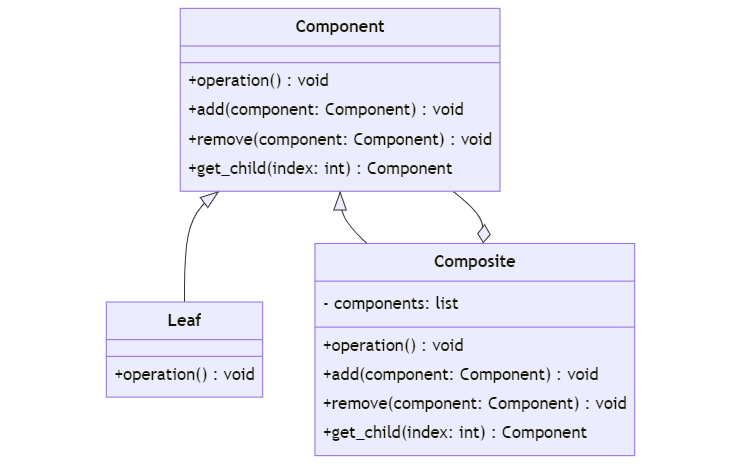 Component
+operation() : void
+add(component: Component) : void
+remove(component: Component) : void
+get_child(index: int) : Component
Leaf
+operation() : void
Composite
- components: list
+operation() : void
+add(component: Component) : void
+remove(component: Component) : void
+get_child(index: int) : Component